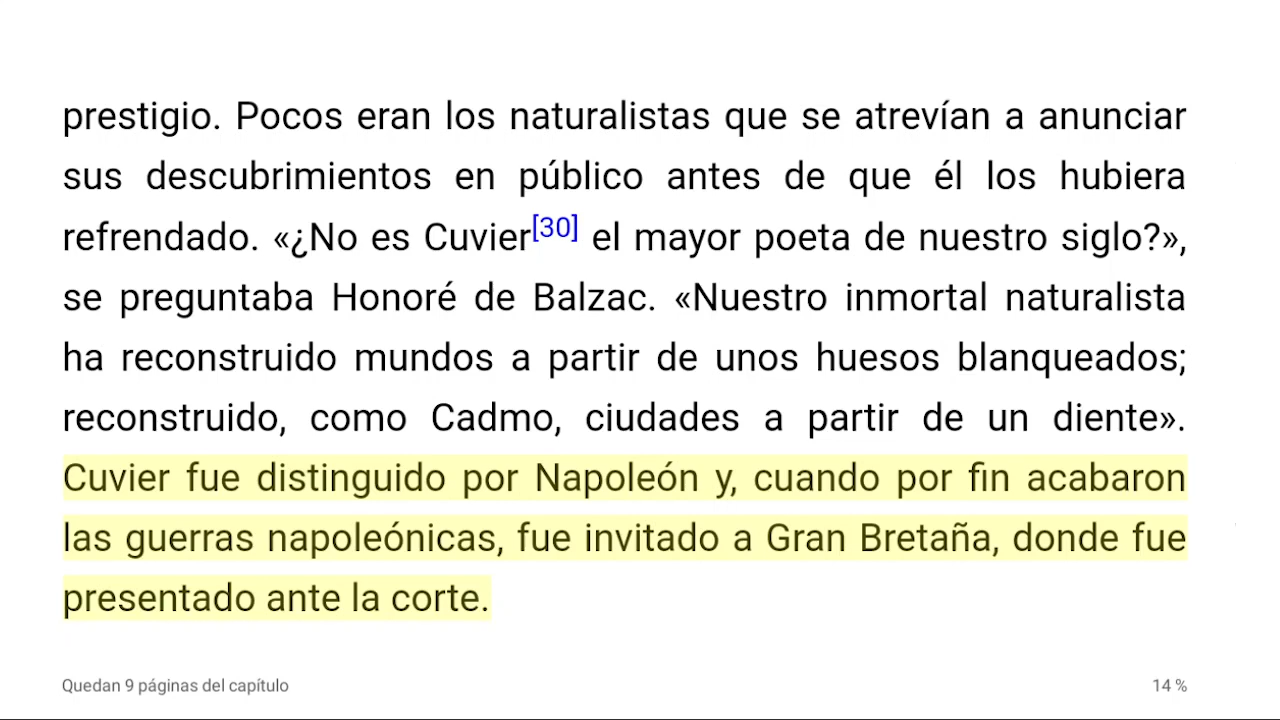 prestigio. Pocos eran los naturalistas que se atrevían a anunciar
sus descubrimientos en público antes de que él los hubiera
refrendado. «¿No es Cuvier[30] el mayor poeta de nuestro siglo?»,
se preguntaba Honoré de Balzac. «Nuestro inmortal naturalista
ha reconstruido mundos a partir de unos huesos blanqueados;
reconstruido, como Cadmo, ciudades a partir de un diente».
Cuvier fue distinguido por Napoleón y, cuando por fin acabaron
las guerras napoleónicas, fue invitado a Gran Bretaña, donde fue
presentado ante la corte.
Quedan 9 páginas del capítulo
14 %